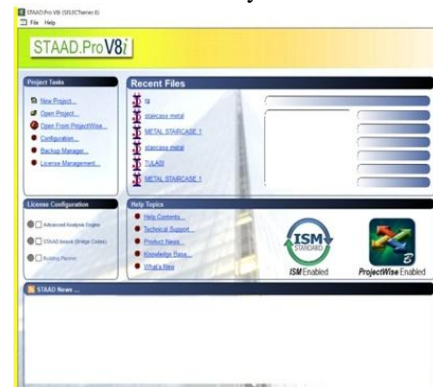 STAAD.Pro V8i (SELECTseries 6)
File Help
STAAD.Pro V8i
Project Tasks
New Project...
Open Project...
Open From ProjectWise...
Configuration...
Backup Manager...
License Management...
Recent Files
staircase metal
METAL STAIRCASE 1
staircase metal
TULASI
METAL STAIRCASE 1
License Configuration
Advanced Analysis Engine
STAAD.beava (Bridge Codes)
Building Planner
Help Topics
Help Contents...
Technical Support...
Product News...
Knowledge Base...
What's New
ISM
STANDARD
ISM Enabled
B
ProjectWise Enabled
STAAD News ...